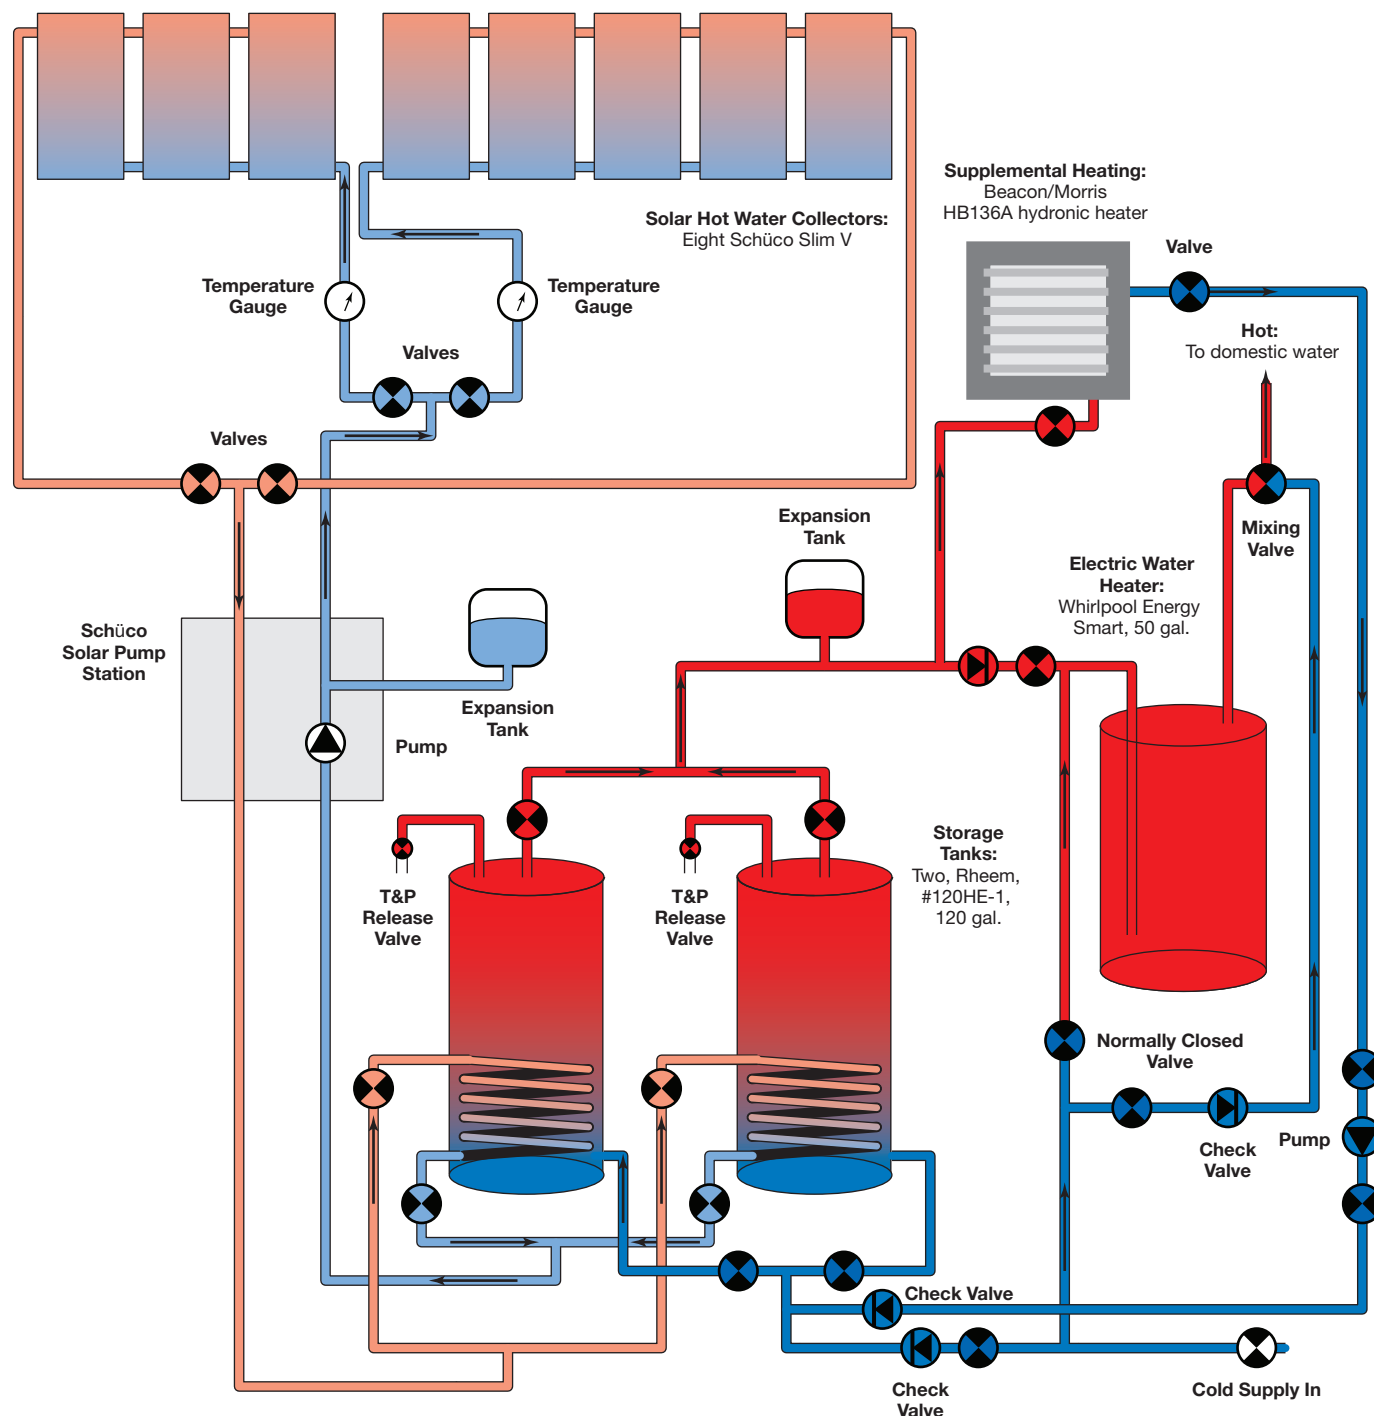 Solar Hot Water Collectors:
Eight Schüco Slim V
Supplemental Heating:
Beacon/Morris
HB136A hydronic heater
Valve
Temperature
Gauge
Temperature
Gauge
Hot:
To domestic water
Valves
Valves
Expansion
Tank
Mixing
Valve
Electric Water
Heater:
Whirlpool Energy
Smart, 50 gal.
Schüco
Solar Pump
Station
Expansion
Tank
Pump
Storage
Tanks:
Two, Rheem,
#120HE-1,
120 gal.
T&P
Release
Valve
T&P
Release
Valve
Normally Closed
Valve
Check
Valve
Pump
Check Valve
Check
Valve
Cold Supply In